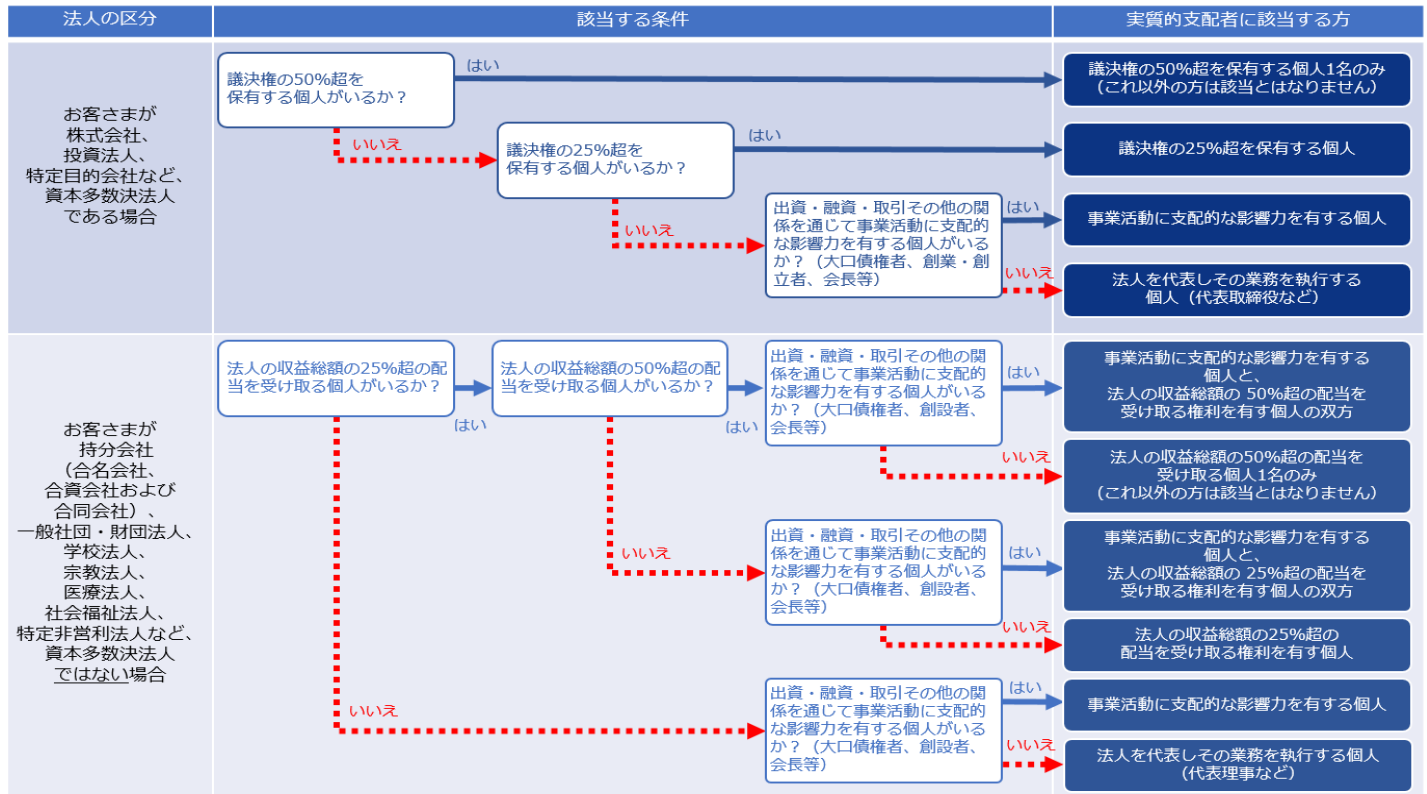 法人の区分
該当する条件
実質的支配者に該当する方
お客さまが
株式会社、
投資法人、
特定目的会社など、
資本多数決法人
である場合
議決権の50%超を
保有する個人がいるか?
はい
議決権の50%超を保有する個人1名のみ
(これ以外の方は該当とはなりません)
いいえ
議決権の25%超を
保有する個人がいるか?
はい
議決権の25%超を保有する個人
いいえ
出資・融資・取引その他の関
係を通じて事業活動に支配的
な影響力を有する個人がいる
か?(大口債権者、創業・創
立者、会長等)
はい
事業活動に支配的な影響力を有する個人
いいえ
法人を代表しその業務を執行する
個人(代表取締役など)
お客さまが
持分会社
(合名会社、
合資会社および
合同会社)、
一般社団・財団法人、
学校法人、
宗教法人、
医療法人、
社会福祉法人、
特定非営利法人など、
資本多数決法人
ではない場合
法人の収益総額の25%超の配
当を受け取る個人がいるか?
はい
法人の収益総額の50%超の配
当を受け取る個人がいるか?
はい
出資・融資・取引その他の関
係を通じて事業活動に支配的
な影響力を有する個人がいる
か?(大口債権者、創設者、
会長等)
はい
事業活動に支配的な影響力を有する
個人と、
法人の収益総額の 50%超の配当を
受け取る権利を有す個人の双方
いいえ
法人の収益総額の50%の配当を
受け取る個人1名のみ
(これ以外の方は該当とはなりません)
いいえ
出資・融資・取引その他の関
係を通じて事業活動に支配的
な影響力を有する個人がいる
か?(大口債権者、創設者、
会長等)
はい
事業活動に支配的な影響力を有する
個人と、
法人の収益総額の 25%超の配当を
受け取る権利を有す個人の双方
いいえ
法人の収益総額の25%超の
配当を受け取る権利を有す個人
いいえ
出資・融資・取引その他の関
係を通じて事業活動に支配的
な影響力を有する個人がいる
か?(大口債権者、創設者、
会長等)
はい
事業活動に支配的な影響力を有する個人
いいえ
法人を代表しその業務を執行する個人
(代表理事など)